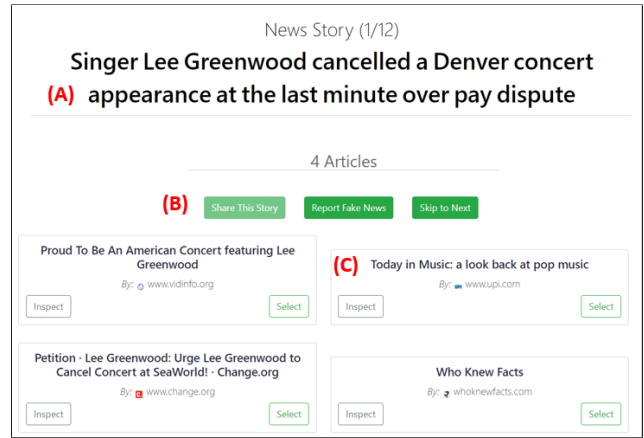 News Story (1/12)
Singer Lee Greenwood cancelled a Denver concert
(A) appearance at the last minute over pay dispute
4 Articles
(B) Share This Story Report Fake News Skip to Next
Proud To Be An American Concert featuring Lee
Greenwood
By: www.vidinfo.org
Inspect Select
(C) Today in Music: a look back at pop music
By: www.upi.com
Inspect Select
Petition · Lee Greenwood: Urge Lee Greenwood to
Cancel Concert at SeaWorld! · Change.org
By: www.change.org
Inspect Select
Who Knew Facts
By: whoknewfacts.com
Inspect Select